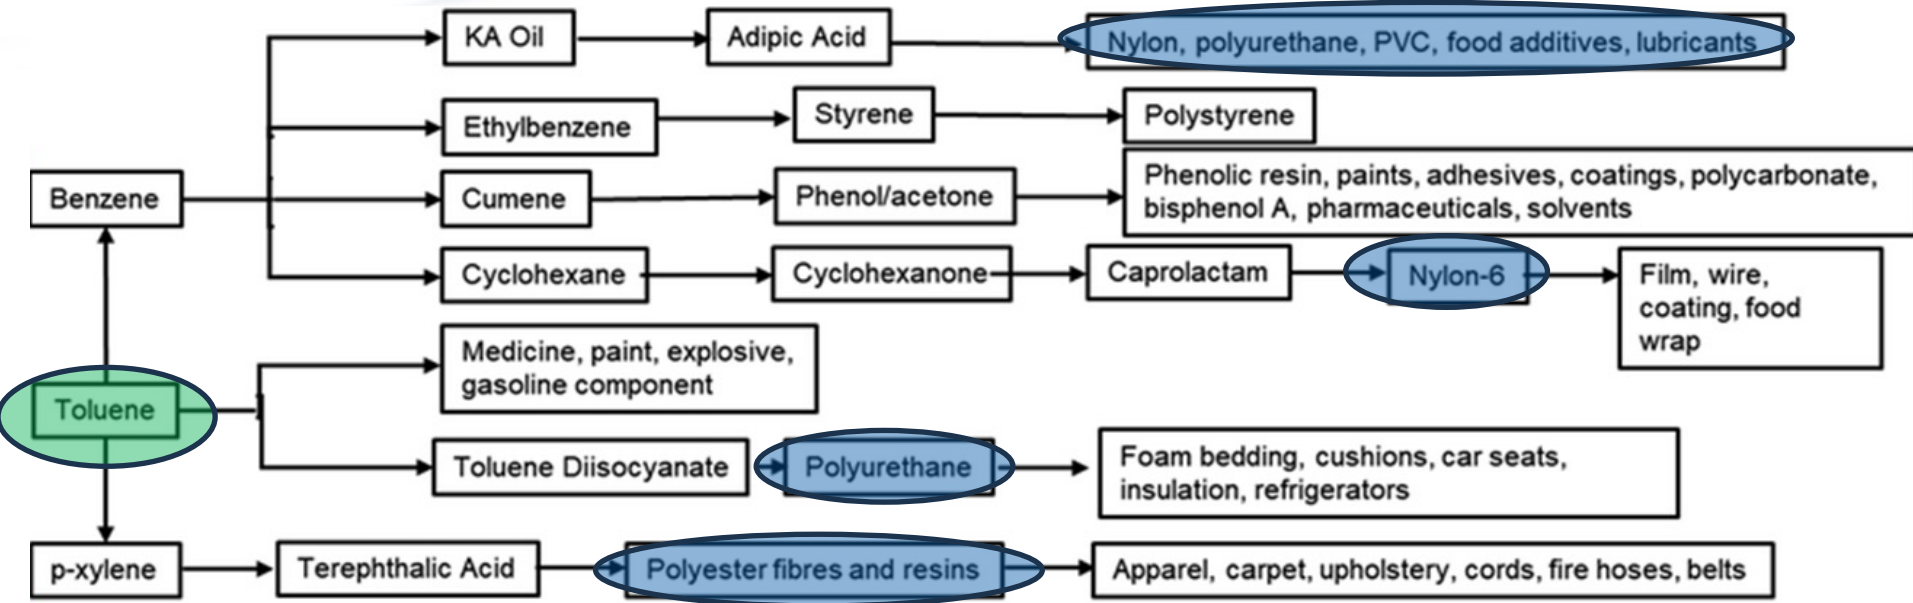 KA Oil
Adipic Acid
Nylon, polyurethane, PVC, food additives, lubricants
Ethylbenzene
Styrene
Polystyrene
Benzene
Cumene
Phenol/acetone
Phenolic resin, paints, adhesives, coatings, polycarbonate,
bisphenol A, pharmaceuticals, solvents
Cyclohexane
Cyclohexanone
Caprolactam
Nylon-6
Film, wire,
coating, food
wrap
Toluene
Medicine, paint, explosive,
gasoline component
Toluene Diisocyanate
Polyurethane
Foam bedding, cushions, car seats,
insulation, refrigerators
p-xylene
Terephthalic Acid
Polyester fibres and resins
Apparel, carpet, upholstery, cords, fire hoses, belts